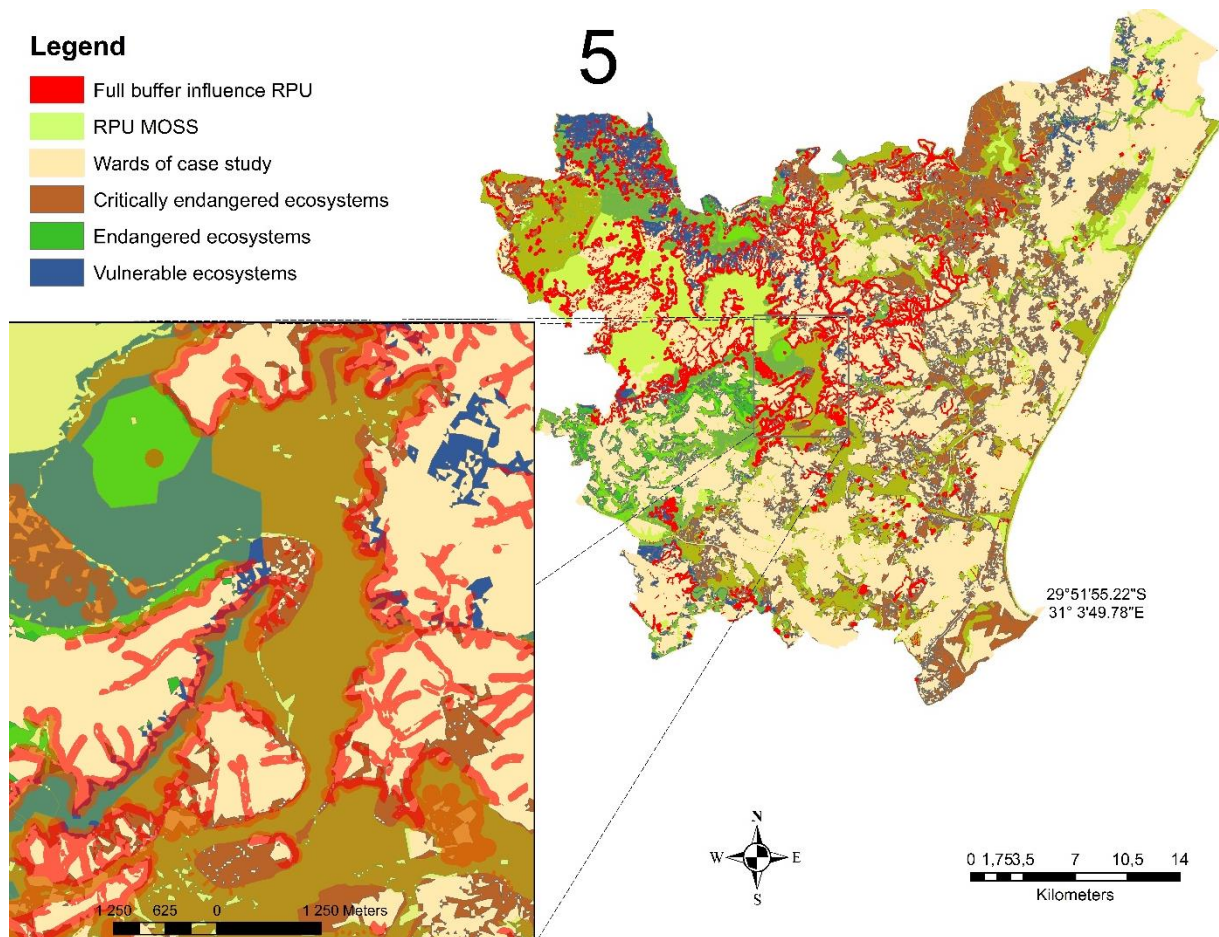 Legend
Full buffer influence RPU
RPU MOSS
Wards of case study
Critically endangered ecosystems
Endangered ecosystems
Vulnerable ecosystems
5
29°51'55.22"S
31° 3'49.78"E
N
W E
S
0 1,75 3,5 7 10,5 14
Kilometers
1 250 625 0 1 250 Meters